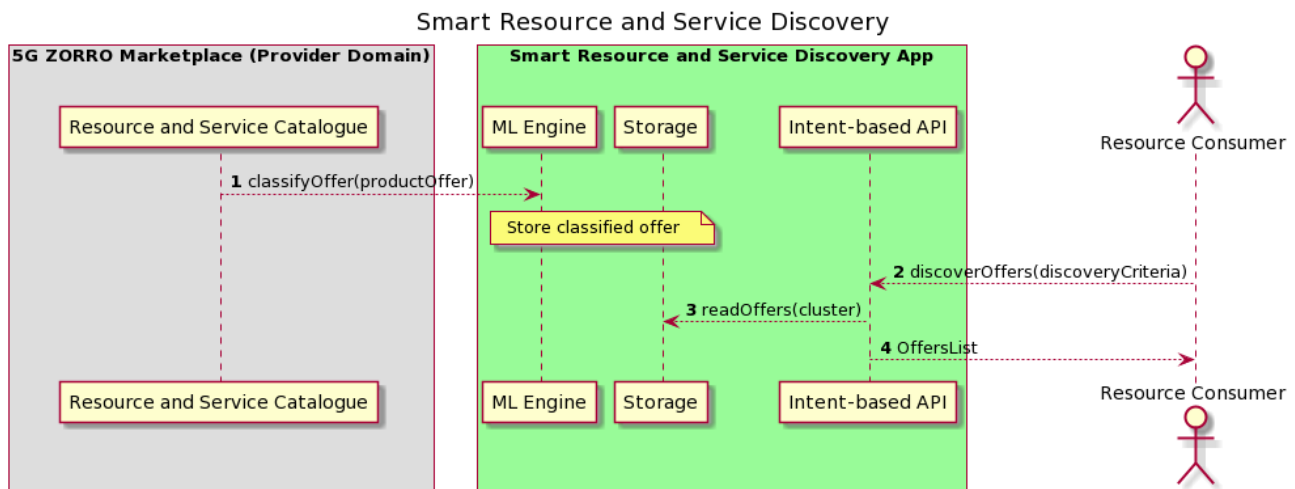 Smart Resource and Service Discovery
5G ZORRO Marketplace (Provider Domain)
Smart Resource and Service Discovery App
Resource and Service Catalogue
ML Engine
Storage
Intent-based API
Resource Consumer
1 classifyOffer(productOffer)
Store classified offer
2 discoverOffers(discoveryCriteria)
3 readOffers(cluster)
4 OffersList
Resource and Service Catalogue
ML Engine
Storage
Intent-based API
Resource Consumer